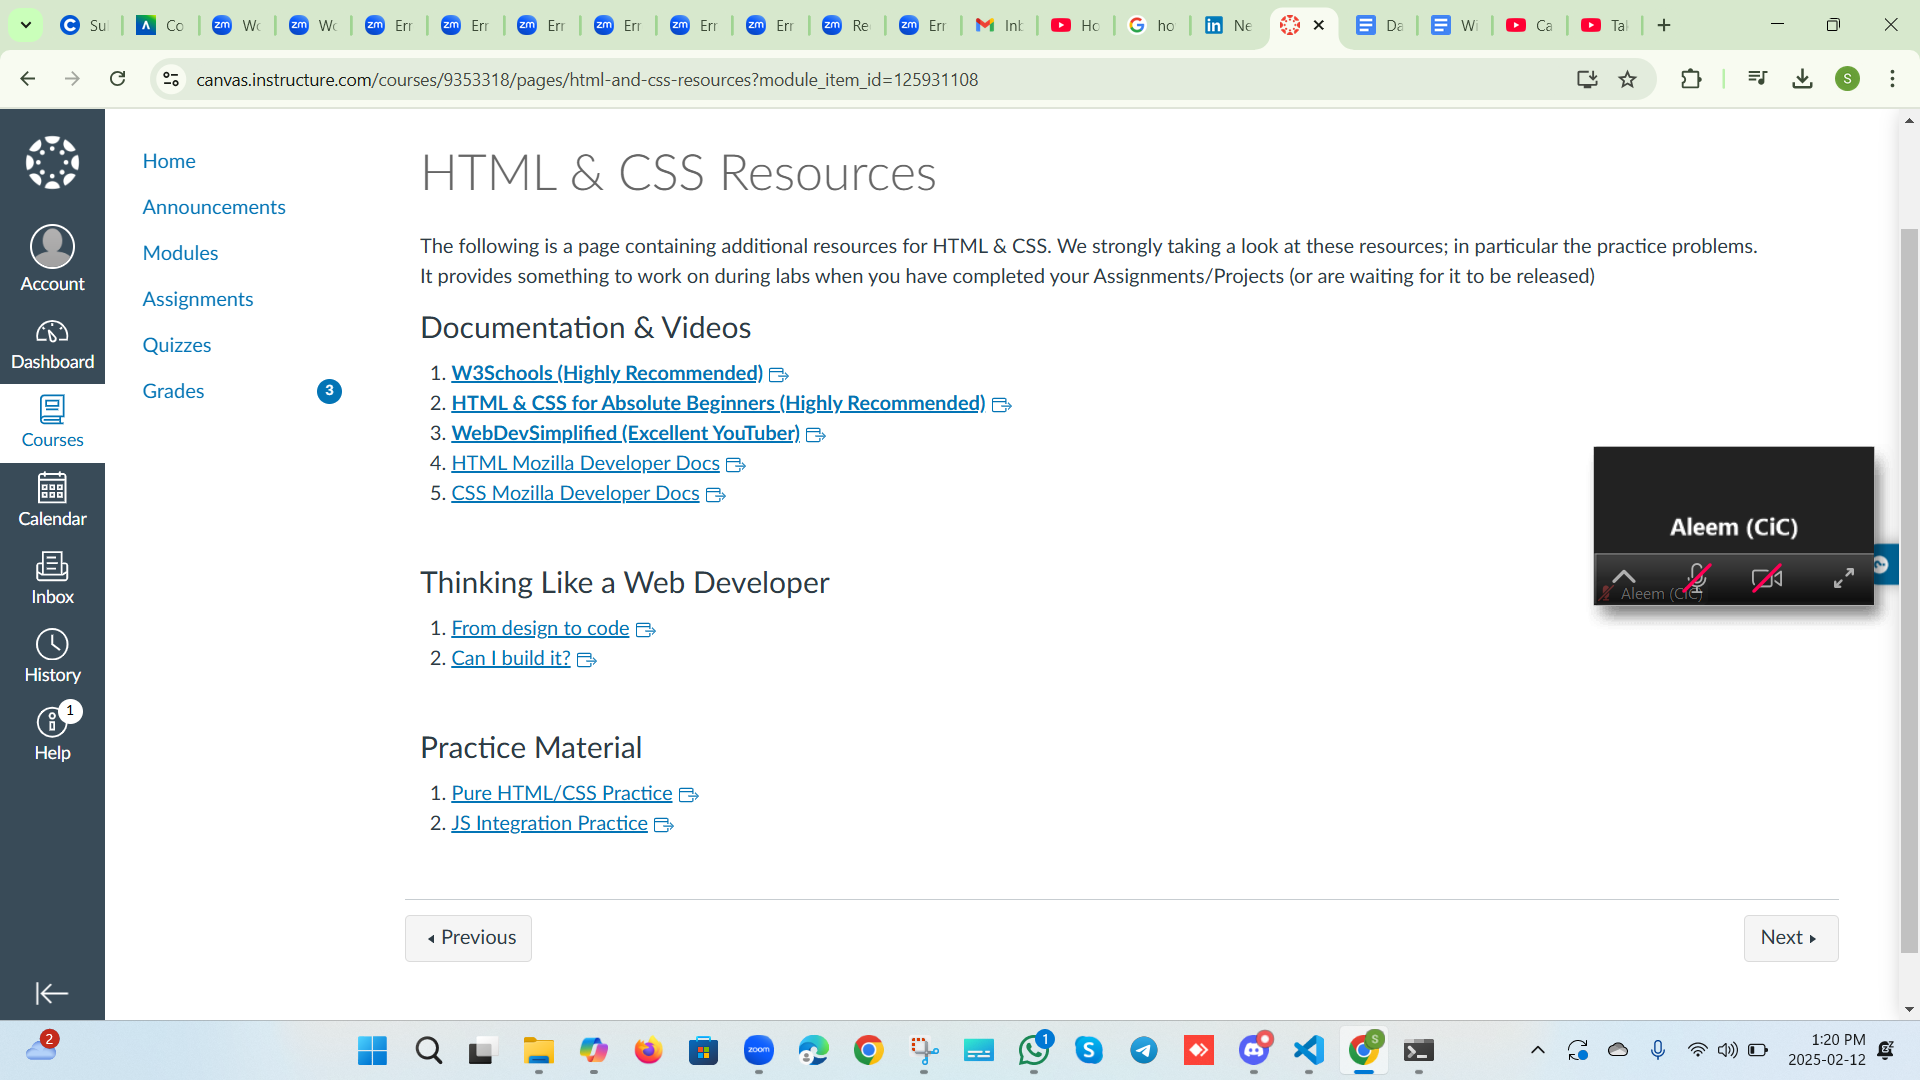 Su
Co
Wo
Wo
Err
Err
Err
Err
Err
Err
Re
Err
Inb
Ho
ho
Ne
Da
Wi
Ca
Tal
canvas.instructure.com/courses/9353318/pages/html-and-css-resources?module_item_id=125931108
S
Account
Dashboard
Courses
Calendar
Inbox
History
1
Help
Home
Announcements
Modules
Assignments
Quizzes
Grades 3
HTML & CSS Resources
The following is a page containing additional resources for HTML & CSS. We strongly taking a look at these resources; in particular the practice problems.
It provides something to work on during labs when you have completed your Assignments/Projects (or are waiting for it to be released)
Documentation & Videos
1. W3Schools (Highly Recommended)
2. HTML & CSS for Absolute Beginners (Highly Recommended)
3. WebDevSimplified (Excellent YouTuber)
4. HTML Mozilla Developer Docs
5. CSS Mozilla Developer Docs
Thinking Like a Web Developer
1. From design to code
2. Can I build it?
Practice Material
1. Pure HTML/CSS Practice
2. JS Integration Practice
Previous
Next
Aleem (CiC)
Aleem (CiC)
2
zoom
1
S
1:20 PM
2025-02-12